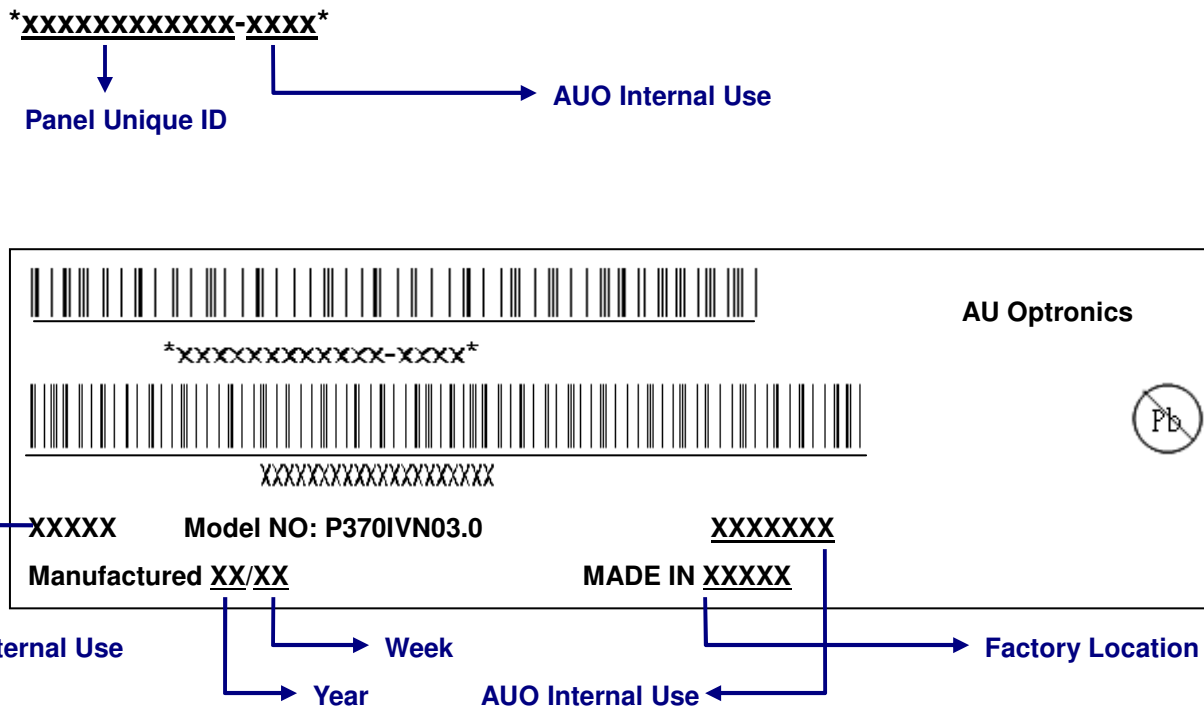 *XXXXXXXXXXXX-XXXX*
AUO Internal Use
Panel Unique ID
AU Optronics
*XXXXXXXXXXXX-XXXX*
Pb
XXXXXXXXXXXXXXXXXXXX
XXXXX Model NO: P370IVN03.0 XXXXXXX
Manufactured XX/XX MADE IN XXXXX
ternal Use Week Factory Location
Year AUO Internal Use